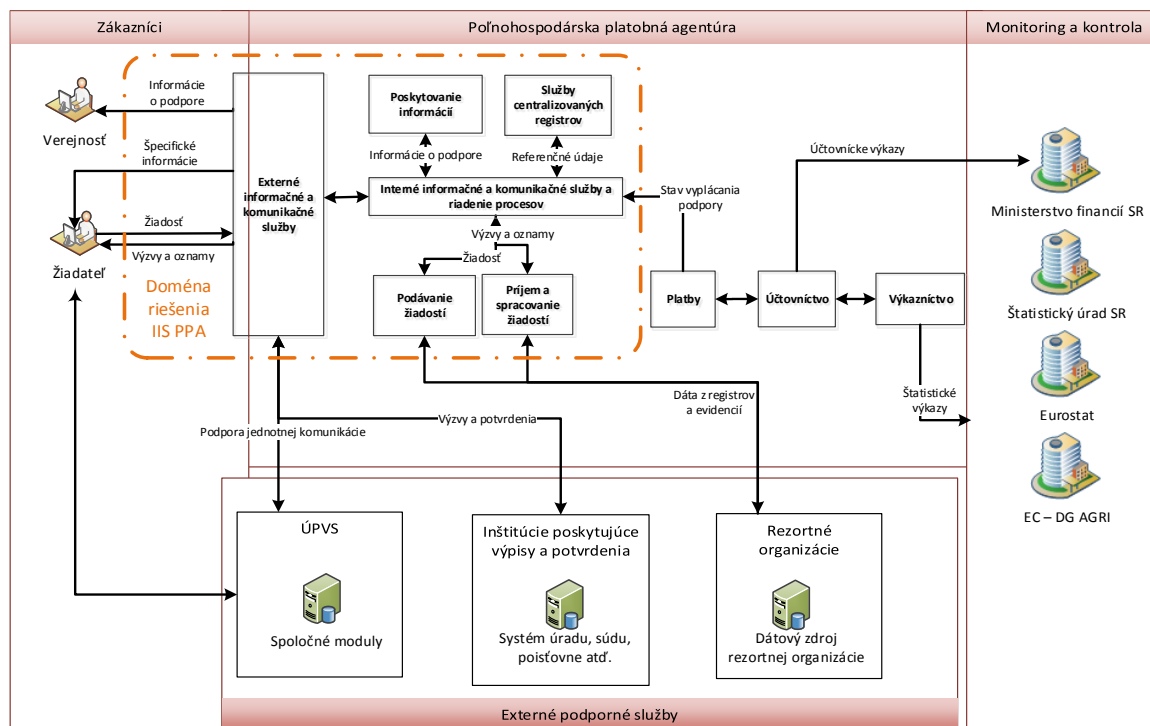 Zákazníci
Poľnohospodárska platobná agentúra
Monitoring a kontrola
Informácie
o podpore
Verejnosť
Špecifické
informácie
Žiadosť
Výzvy a oznamy
Žiadateľ
Doména
riešenia
IIS PPA
Externé
informačné a
komunikačné
služby
Poskytovanie
informácií
Služby
centralizovaných
registrov
Informácie o podpore
Referenčné údaje
Interné informačné a komunikačné služby a
riadenie procesov
Výzvy a oznamy
Žiadosť
Podávanie
žiadostí
Príjem a
spracovanie
žiadostí
Stav vyplácania
podpory
Platby
Účtovníctvo
Výkazníctvo
Účtovnícke výkazy
Štatistické
výkazy
Ministerstvo financií SR
Štatistický úrad SR
Eurostat
EC – DG AGRI
Dáta z registrov
a evidencií
Výzvy a potvrdenia
Podpora jednotnej komunikácie
ÚPVS
Spoločné moduly
Inštitúcie poskytujúce
výpisy a potvrdenia
Systém úradu, súdu,
poisťovne atď.
Rezortné
organizácie
Dátový zdroj
rezortnej organizácie
Externé podporné služby